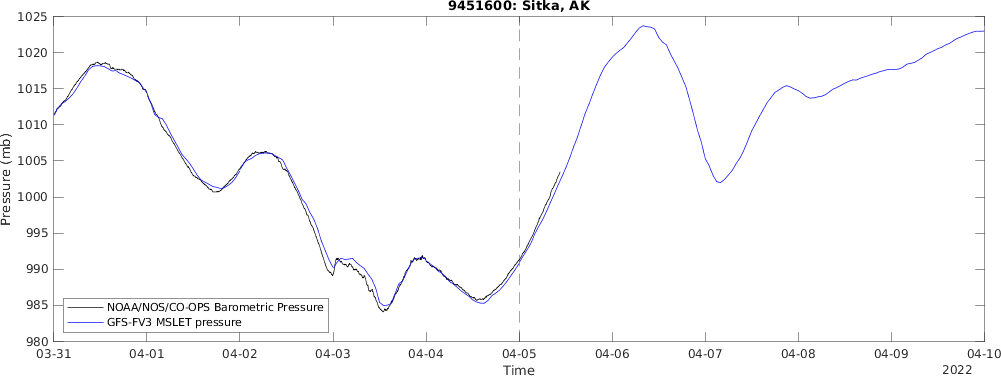 9451600: Sitka, AK
1025
1020
1015
1010
1005
1000
995
990
985
980
Pressure (mb)
NOAA/NOS/CO-OPS Barometric Pressure
GFS-FV3 MSLET pressure
03-31 04-01 04-02 04-03 04-04 04-05 04-06 04-07 04-08 04-09 04-10
Time
2022